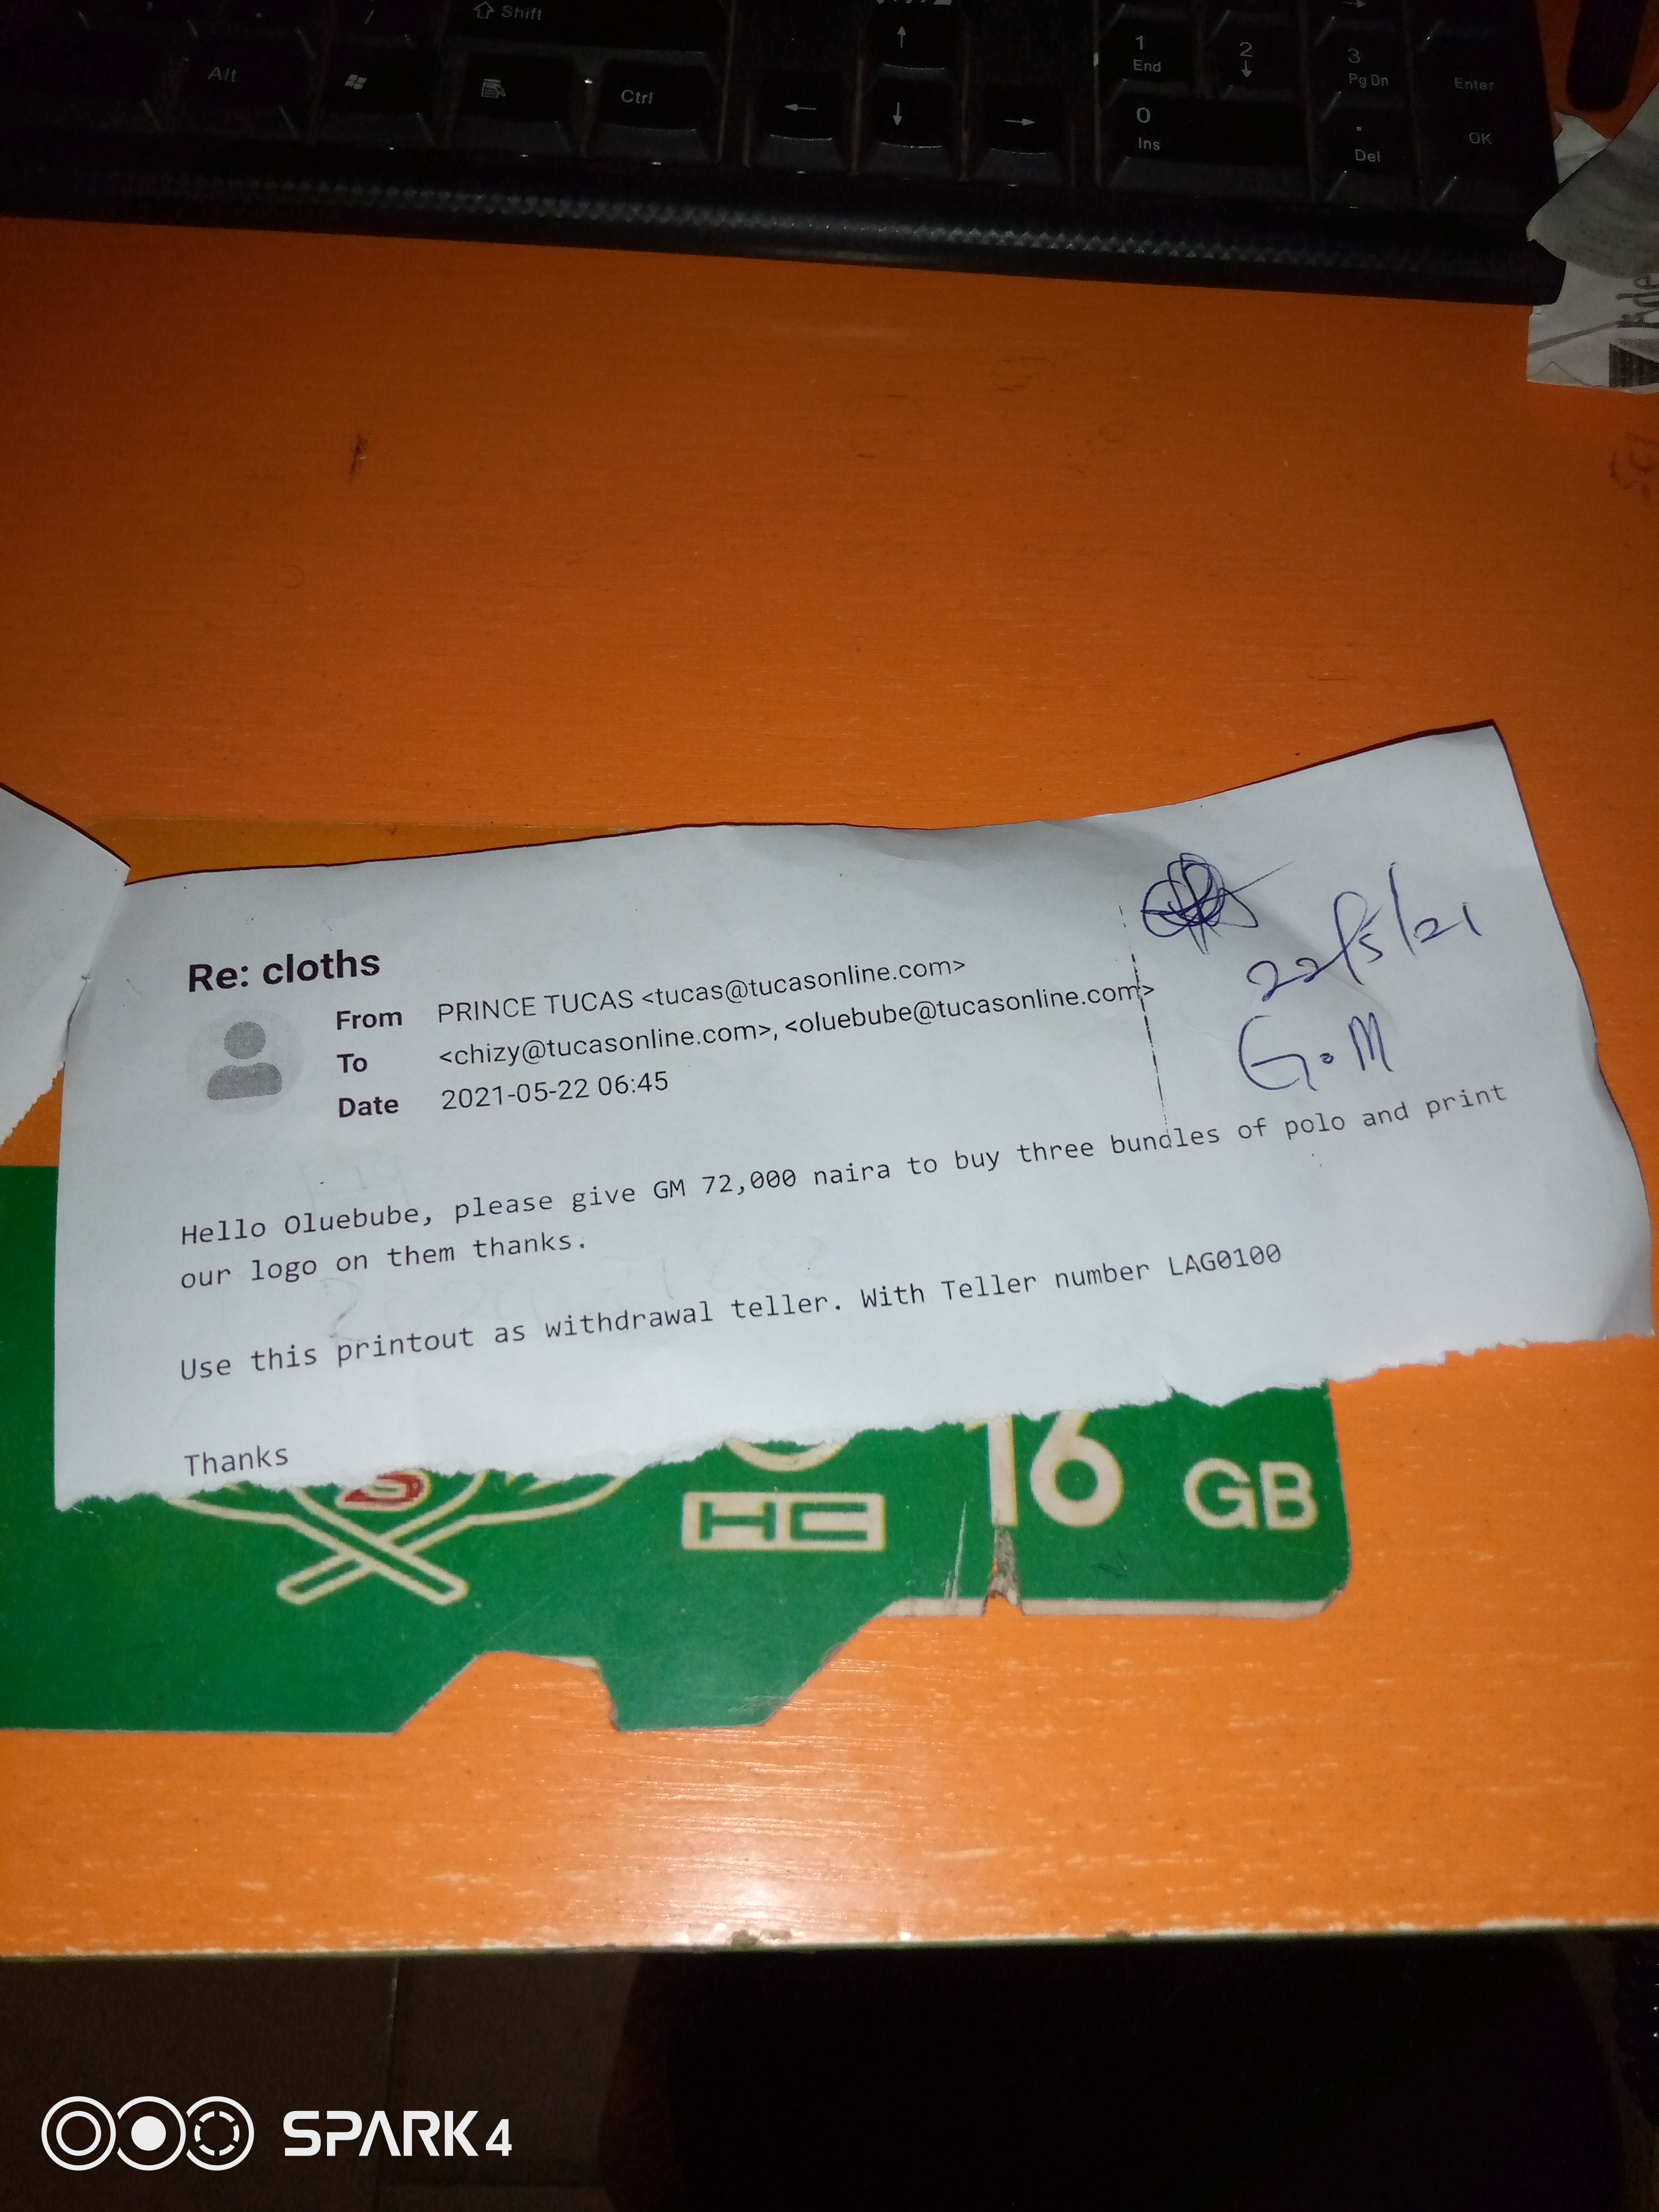 Shift
Alt
Ctrl
1
End
2
3
Pg Dn
Enter
0
Ins
.
Del
OK
Re: cloths
From PRINCE TUCAS <tucas@tucasonline.com>
To <chizy@tucasonline.com>, <oluebube@tucasonline.com>
Date 2021-05-22 06:45
22/5/21
G.M
Hello Oluebube, please give GM 72,000 naira to buy three bundles of polo and print
our logo on them thanks.
Use this printout as withdrawal teller. With Teller number LAG0100
Thanks
HC
16 GB
SPARK 4